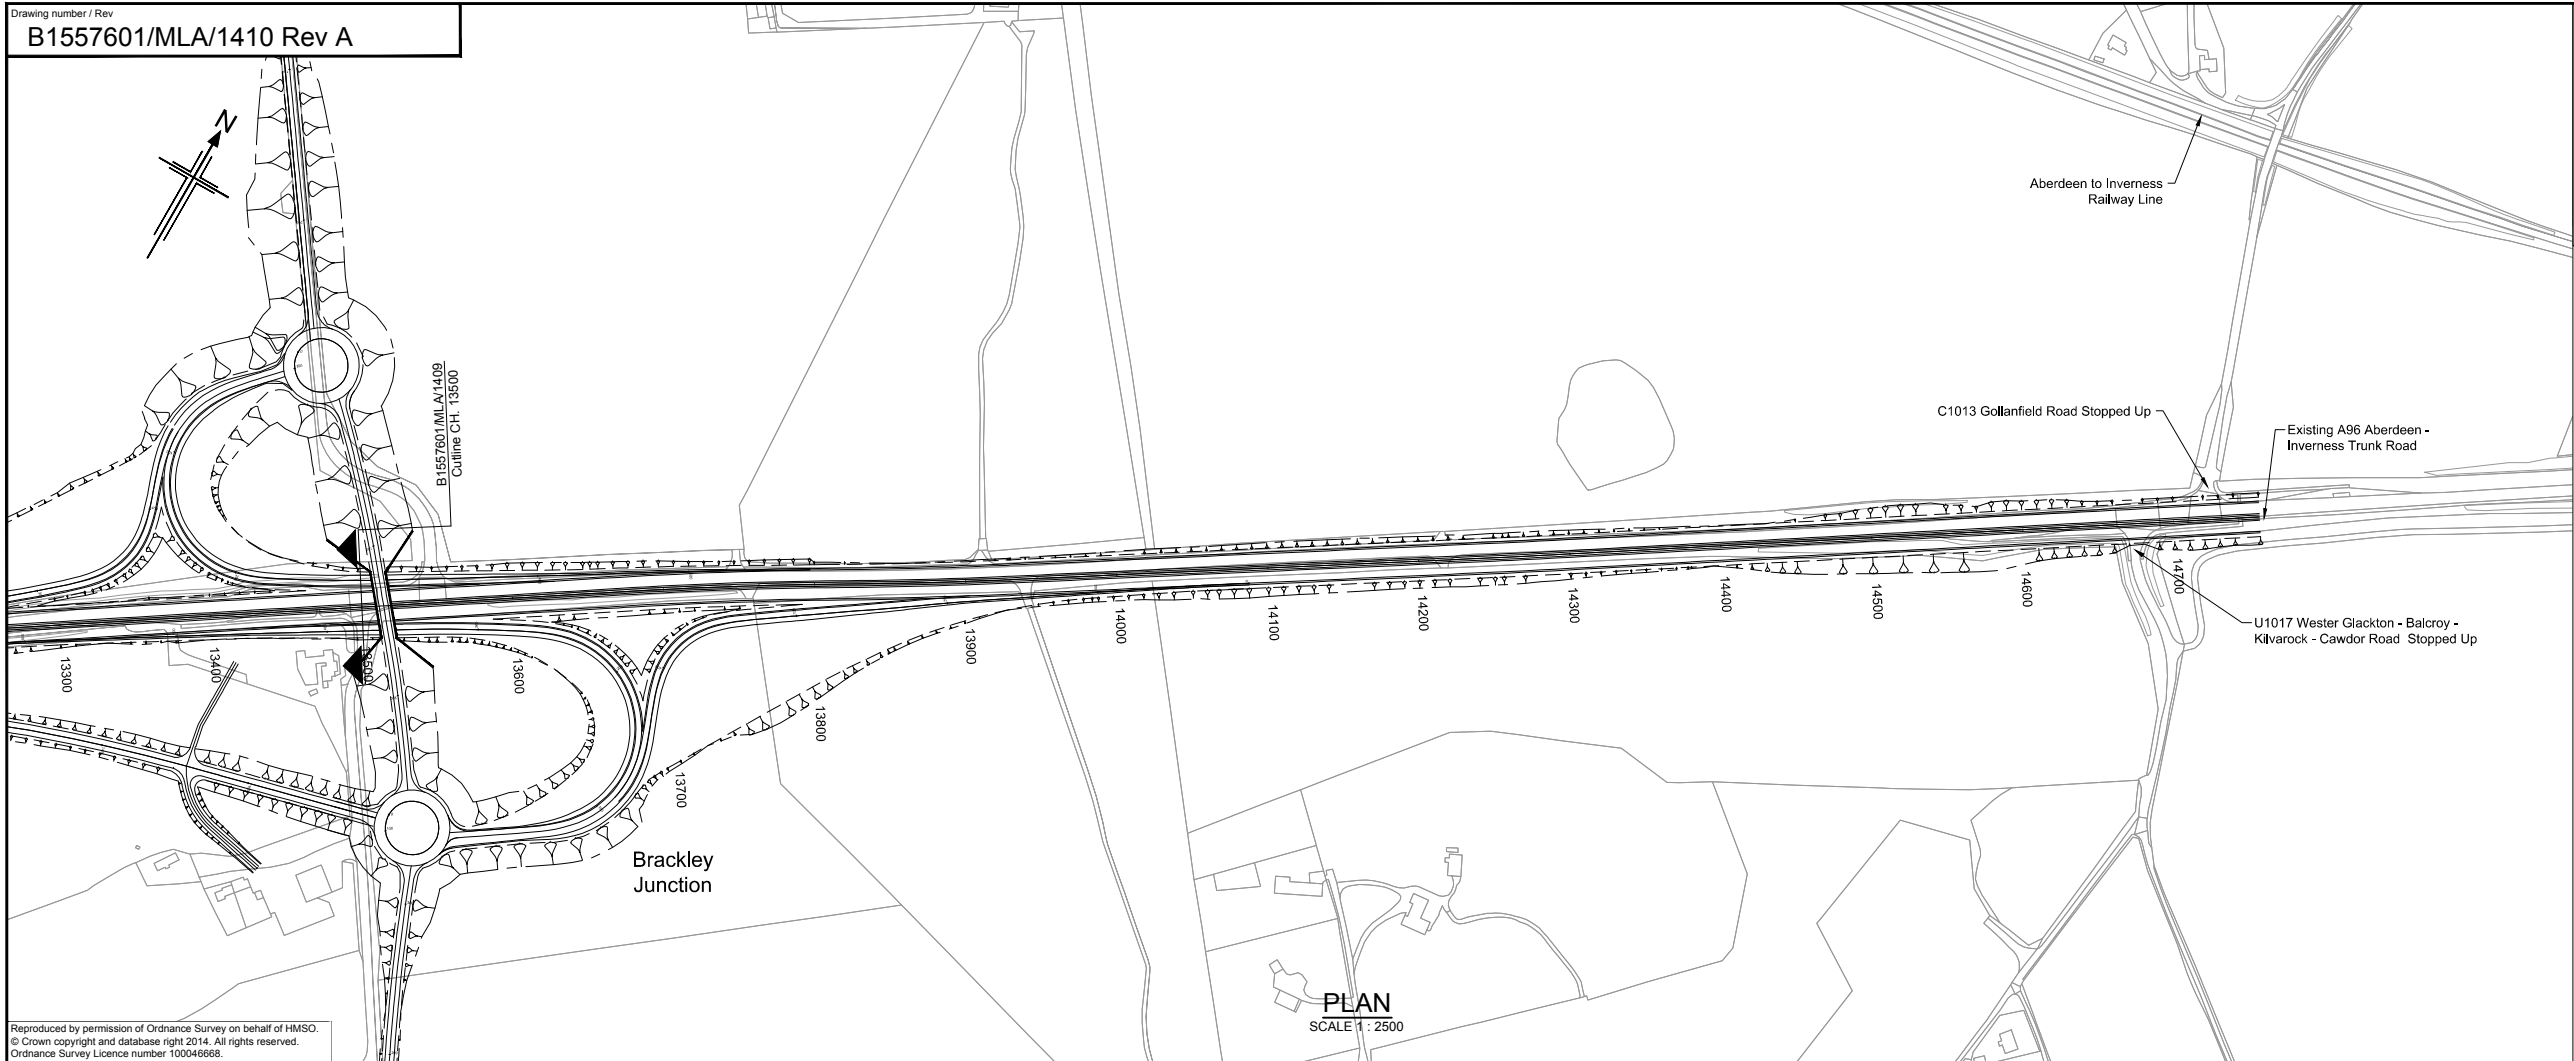 Drawing number / Rev
B1557601/MLA/1410 Rev A
N
B1557601/MLA/1409
Cutline CH. 13500
Aberdeen to Inverness
Railway Line
C1013 Gollanfield Road Stopped Up
Existing A96 Aberdeen -
Inverness Trunk Road
U1017 Wester Glackton - Balcroy -
Kilvarock - Cawdor Road Stopped Up
13300
13400
13500
13600
13700
13800
13900
14000
14100
14200
14300
14400
14500
14600
14700
Brackley
Junction
PLAN
SCALE 1 : 2500
Reproduced by permission of Ordnance Survey on behalf of HMSO.
© Crown copyright and database right 2014. All rights reserved.
Ordnance Survey Licence number 100046668.